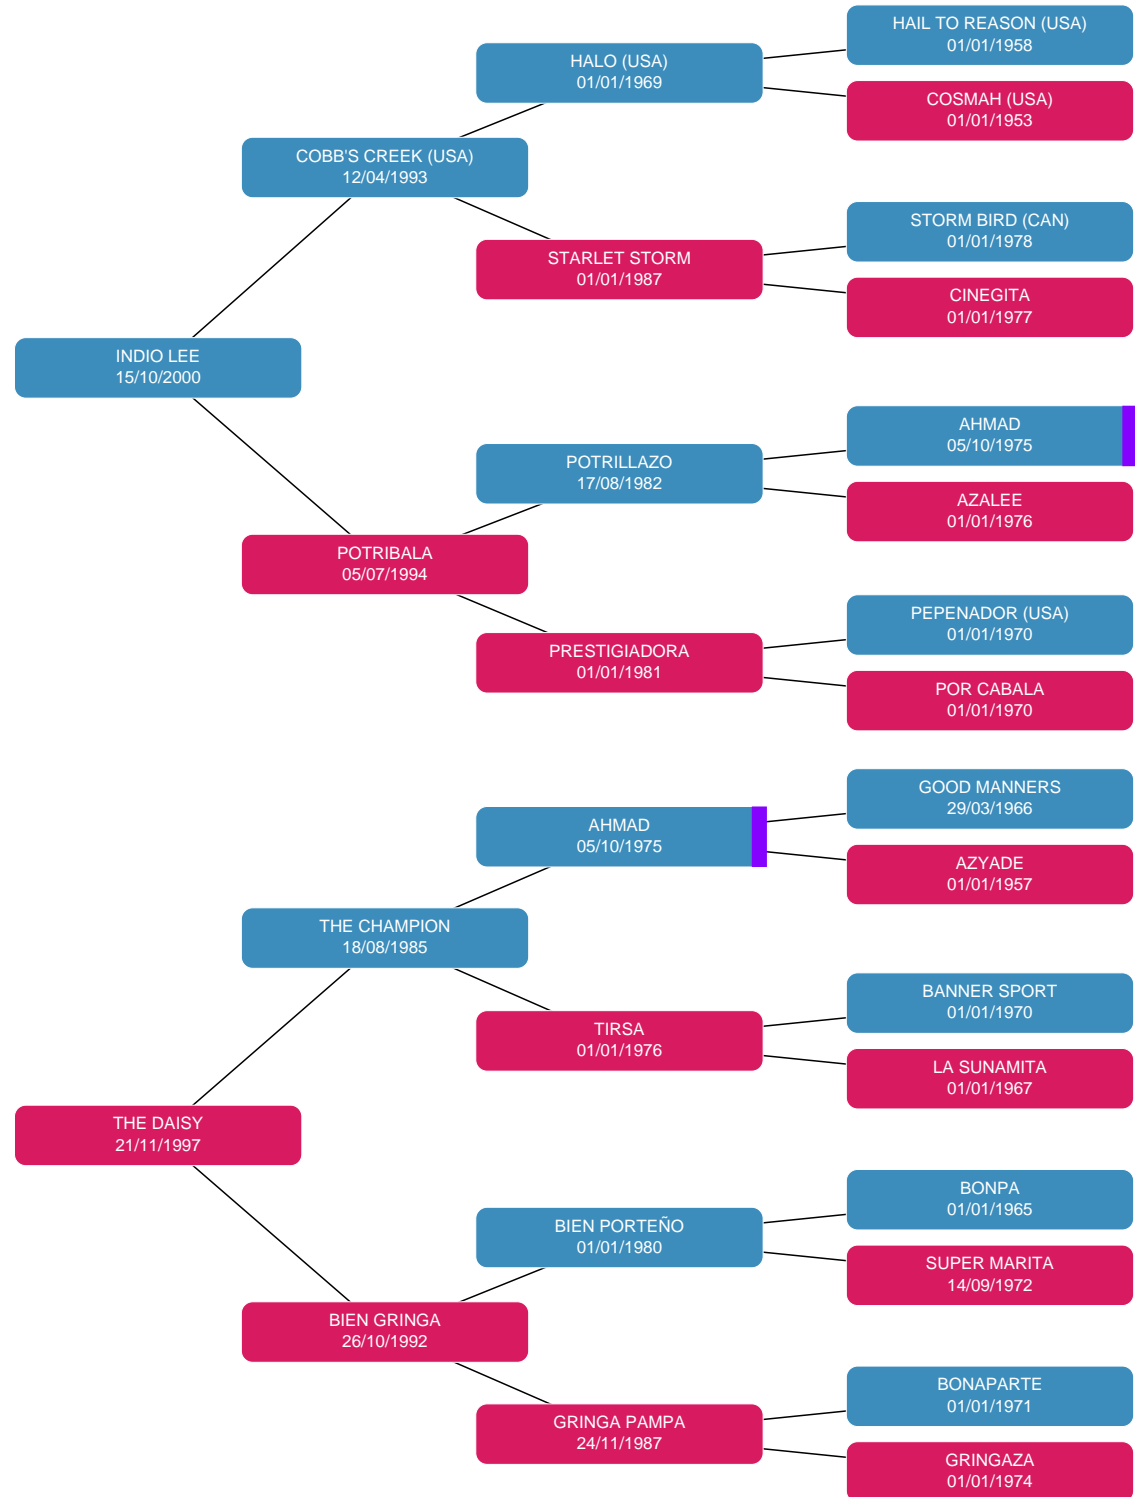 HAIL TO REASON (USA)
01/01/1958
HALO (USA)
01/01/1969
COSMAH (USA)
01/01/1953
COBB'S CREEK (USA)
12/04/1993
STORM BIRD (CAN)
01/01/1978
STARLET STORM
01/01/1987
CINEGITA
01/01/1977
INDIO LEE
15/10/2000
AHMAD
05/10/1975
POTRILLAZO
17/08/1982
AZALEE
01/01/1976
POTRIBALA
05/07/1994
PEPENADOR (USA)
01/01/1970
PRESTIGIADORA
01/01/1981
POR CABALA
01/01/1970
GOOD MANNERS
29/03/1966
AHMAD
05/10/1975
AZYADE
01/01/1957
THE CHAMPION
18/08/1985
BANNER SPORT
01/01/1970
TIRSA
01/01/1976
LA SUNAMITA
01/01/1967
THE DAISY
21/11/1997
BONPA
01/01/1965
BIEN PORTEÑO
01/01/1980
SUPER MARITA
14/09/1972
BIEN GRINGA
26/10/1992
BONAPARTE
01/01/1971
GRINGA PAMPA
24/11/1987
GRINGAZA
01/01/1974